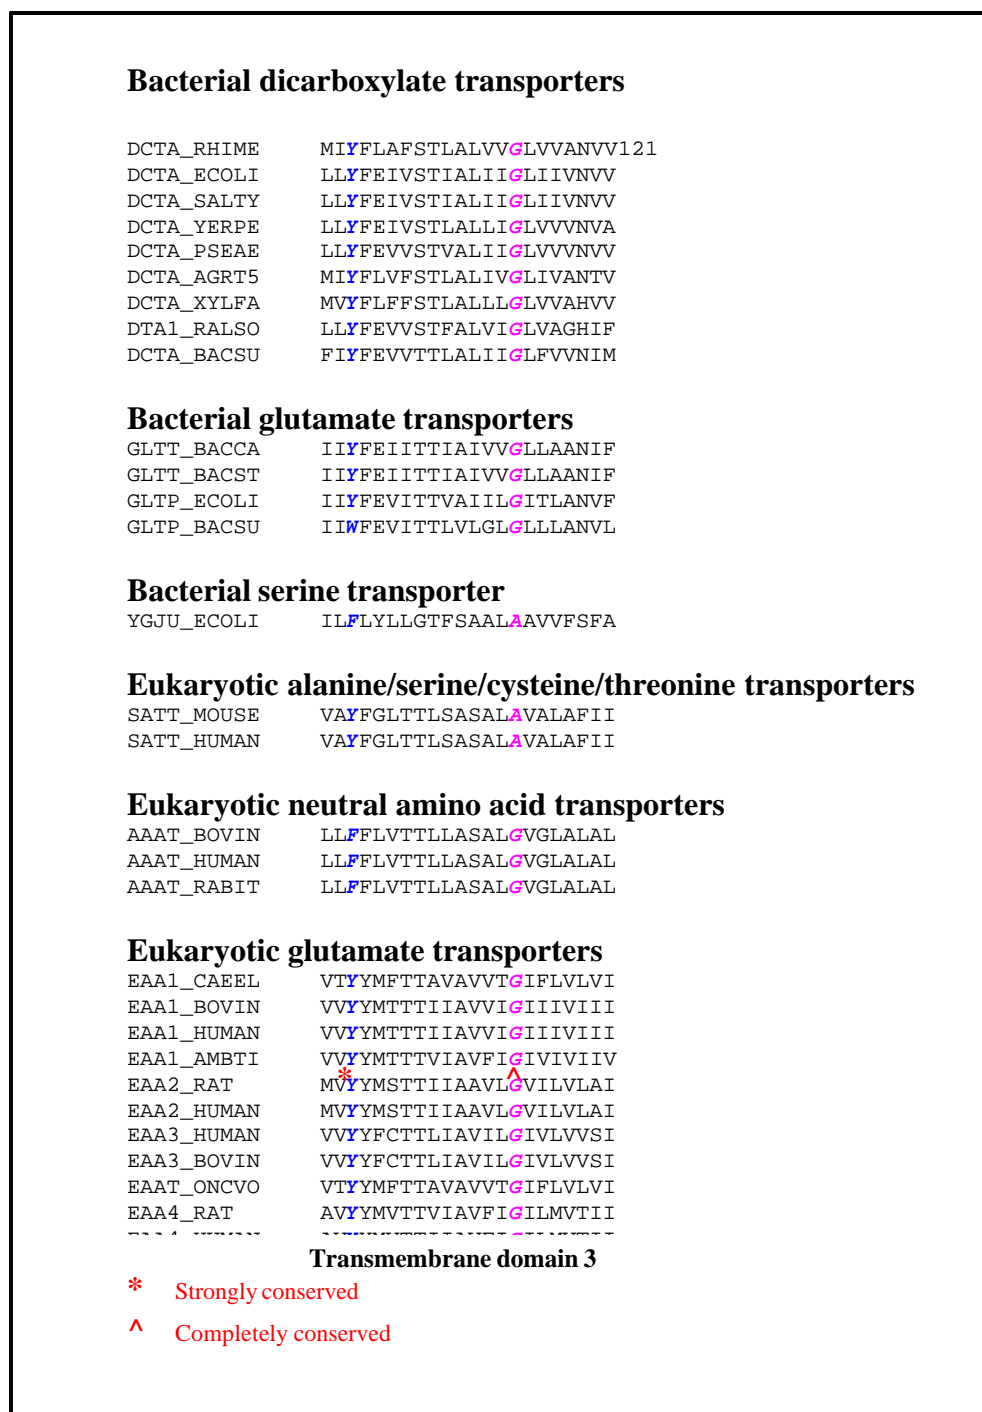 Bacterial dicarboxylate transporters
DCTA_RHIME MIYFLAFSTLALVVGLVVANVV121
DCTA_ECOLI LLYFEIVSTIALIIGLIIVNVV
DCTA_SALTY LLYFEIVSTIALIIGLIIVNVV
DCTA_YERPE LLYFEIVSTLALLIGLVVVNVA
DCTA_PSEAE LLYFEVVSTVALIIGLVVVNVV
DCTA_AGRT5 MIYFLVFSTLALIVGLIVANTV
DCTA_XYLFA MVYFLFFSTLALLLGLVVAHVV
DTA1_RALSO LLYFEVVSTFALVIGLVAGHIF
DCTA_BACSU FIYFEVVTTLALIIGLFVVNIM
Bacterial glutamate transporters
GLTT_BACCA IIYFEIITTIAIVVGLLAANIF
GLTT_BACST IIYFEIITTIAIVVGLLAANIF
GLTP_ECOLI IIYFEVITTVAIILGITLANVF
GLTP_BACSU IIWFEVITTLVLGLGLLLANVL
Bacterial serine transporter
YGJU_ECOLI ILFLYLLGTFSAALAAVVFSFA
Eukaryotic alanine/serine/cysteine/threonine transporters
SATT_MOUSE VAYFGLTTLSASALAVALAFII
SATT_HUMAN VAYFGLTTLSASALAVALAFII
Eukaryotic neutral amino acid transporters
AAAT_BOVIN LLFFLVTTLLASALGVGLALAL
AAAT_HUMAN LLFFLVTTLLASALGVGLALAL
AAAT_RABIT LLFFLVTTLLASALGVGLALAL
Eukaryotic glutamate transporters
EAA1_CAEEL VTYYMFTTAVAVVTGIFLVLVI
EAA1_BOVIN VVYYMTTTIIAVVIGIIIVIII
EAA1_HUMAN VVYYMTTTIIAVVIGIIIVIII
EAA1_AMBTI VVYYMTTTVIAVFIGIVIVIIV
* ^
EAA2_RAT MVYYMSTTIIAAVLGVILVLAI
EAA2_HUMAN MVYYMSTTIIAAVLGVILVLAI
EAA3_HUMAN VVYYFCTTLIAVILGIVLVVSI
EAA3_BOVIN VVYYFCTTLIAVILGIVLVVSI
EAAT_ONCVO VTYYMFTTAVAVVTGIFLVLVI
EAA4_RAT AVYYMVTTVIAVFIGILMVTII
Transmembrane domain 3
* Strongly conserved
^ Completely conserved